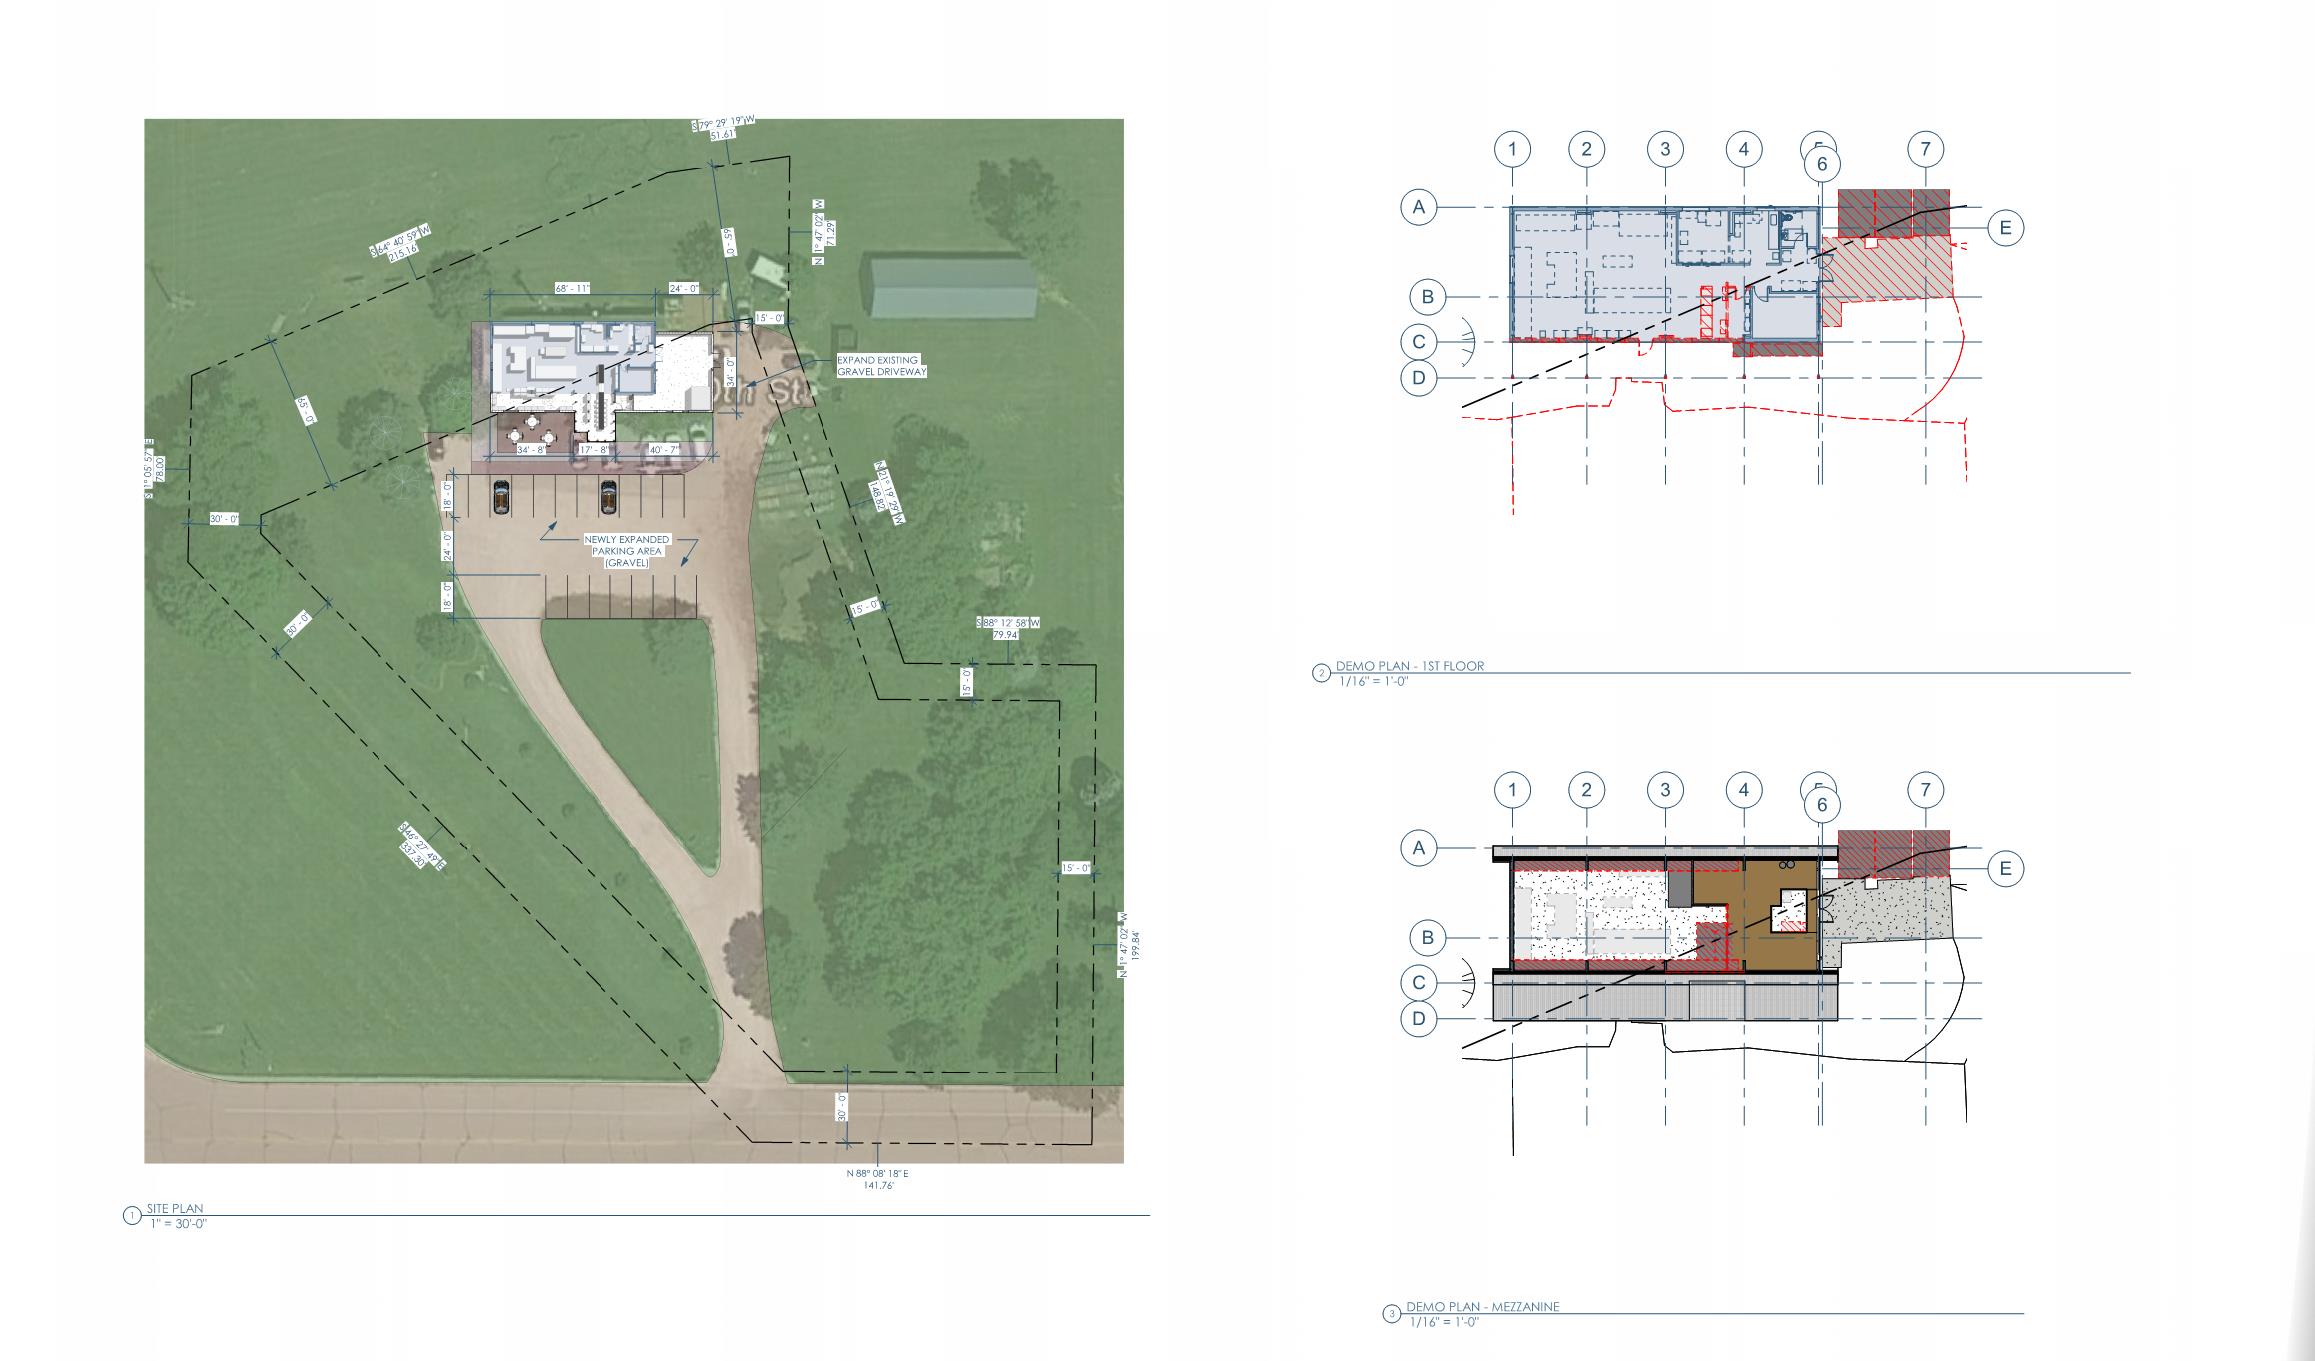 S 79° 29' 19" W
51.61'
S 64° 40' 59" W
215.16'
65' - 0"
N 1° 47' 02" W
71.29'
68' - 11"
24' - 0"
15' - 0"
EXPAND EXISTING
GRAVEL DRIVEWAY
34' - 0"
65' - 0"
34' - 8"
17' - 8"
40' - 7"
S 1° 05' 57" E
78.00'
30' - 0"
18' - 0"
24' - 0"
18' - 0"
NEWLY EXPANDED
PARKING AREA
(GRAVEL)
N 21° 19' 29" W
148.82'
15' - 0"
30' - 0"
S 88° 12' 58" W
79.94'
15' - 0"
S 46° 27' 49" E
337.30'
15' - 0"
N 1° 47' 02" W
199.84'
30' - 0"
N 88° 08' 18" E
141.76'
1 SITE PLAN
1" = 30'-0"
1 2 3 4 5 6 7
A
E
B
C
D
2 DEMO PLAN - 1ST FLOOR
1/16" = 1'-0"
1 2 3 4 5 6 7
A
E
B
C
D
3 DEMO PLAN - MEZZANINE
1/16" = 1'-0"